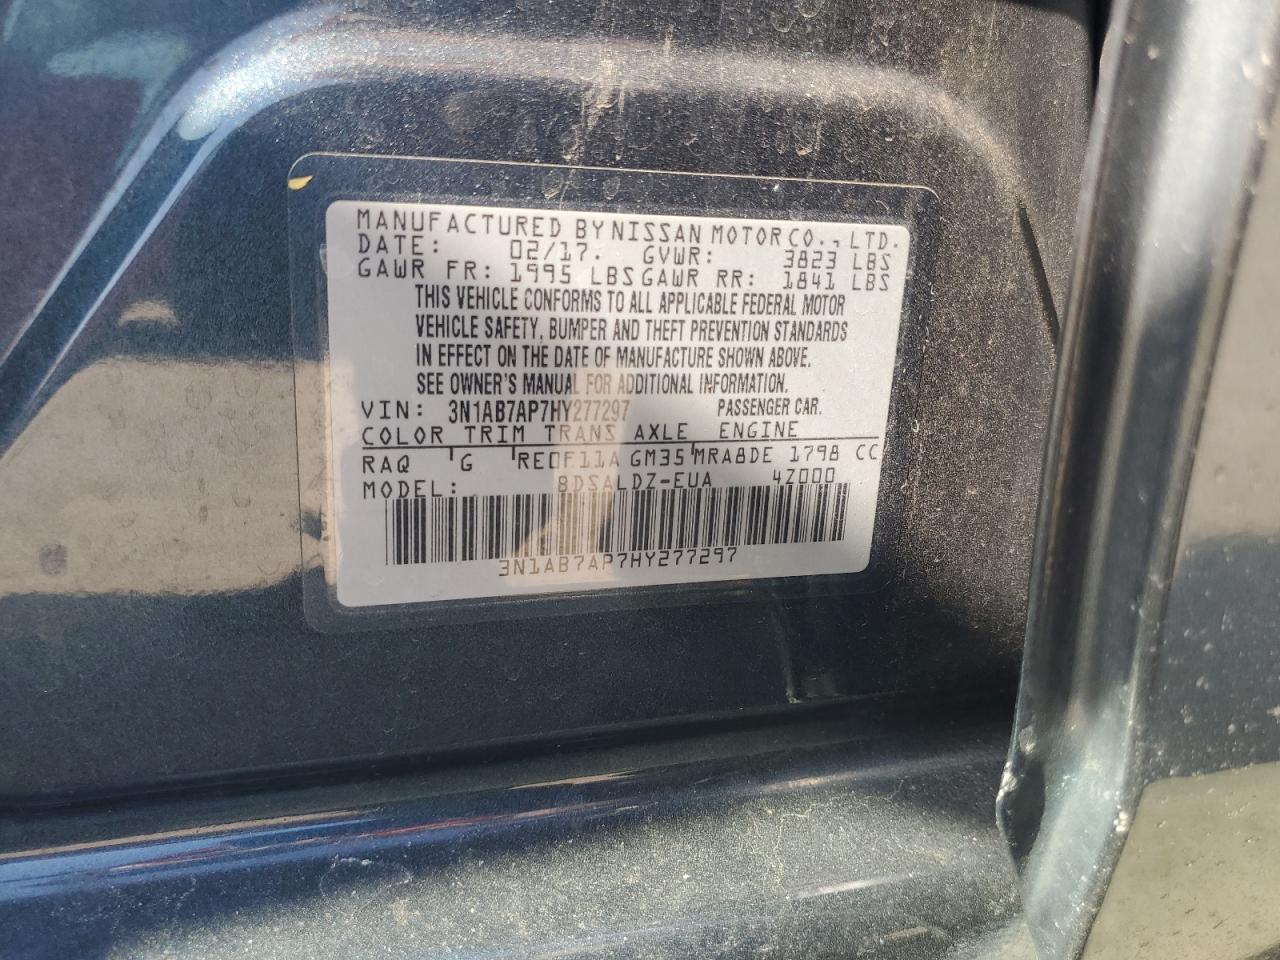 MANUFACTURED BY NISSAN MOTOR CO., LTD.
DATE: 02/17. GVWR: 3823 LBS
GAWR FR: 1995 LBS GAWR RR: 1841 LBS
THIS VEHICLE CONFORMS TO ALL APPLICABLE FEDERAL MOTOR
VEHICLE SAFETY, BUMPER AND THEFT PREVENTION STANDARDS
IN EFFECT ON THE DATE OF MANUFACTURE SHOWN ABOVE.
SEE OWNER'S MANUAL FOR ADDITIONAL INFORMATION.
VIN: 3N1AB7AP7HY277297 PASSENGER CAR.
COLOR TRIM TRANS AXLE ENGINE
RAQ G RE0F11A GM35 MRA8DE 1798 CC
MODEL: BDSALDZ-EUA 4Z000
3N1AB7AP7HY277297